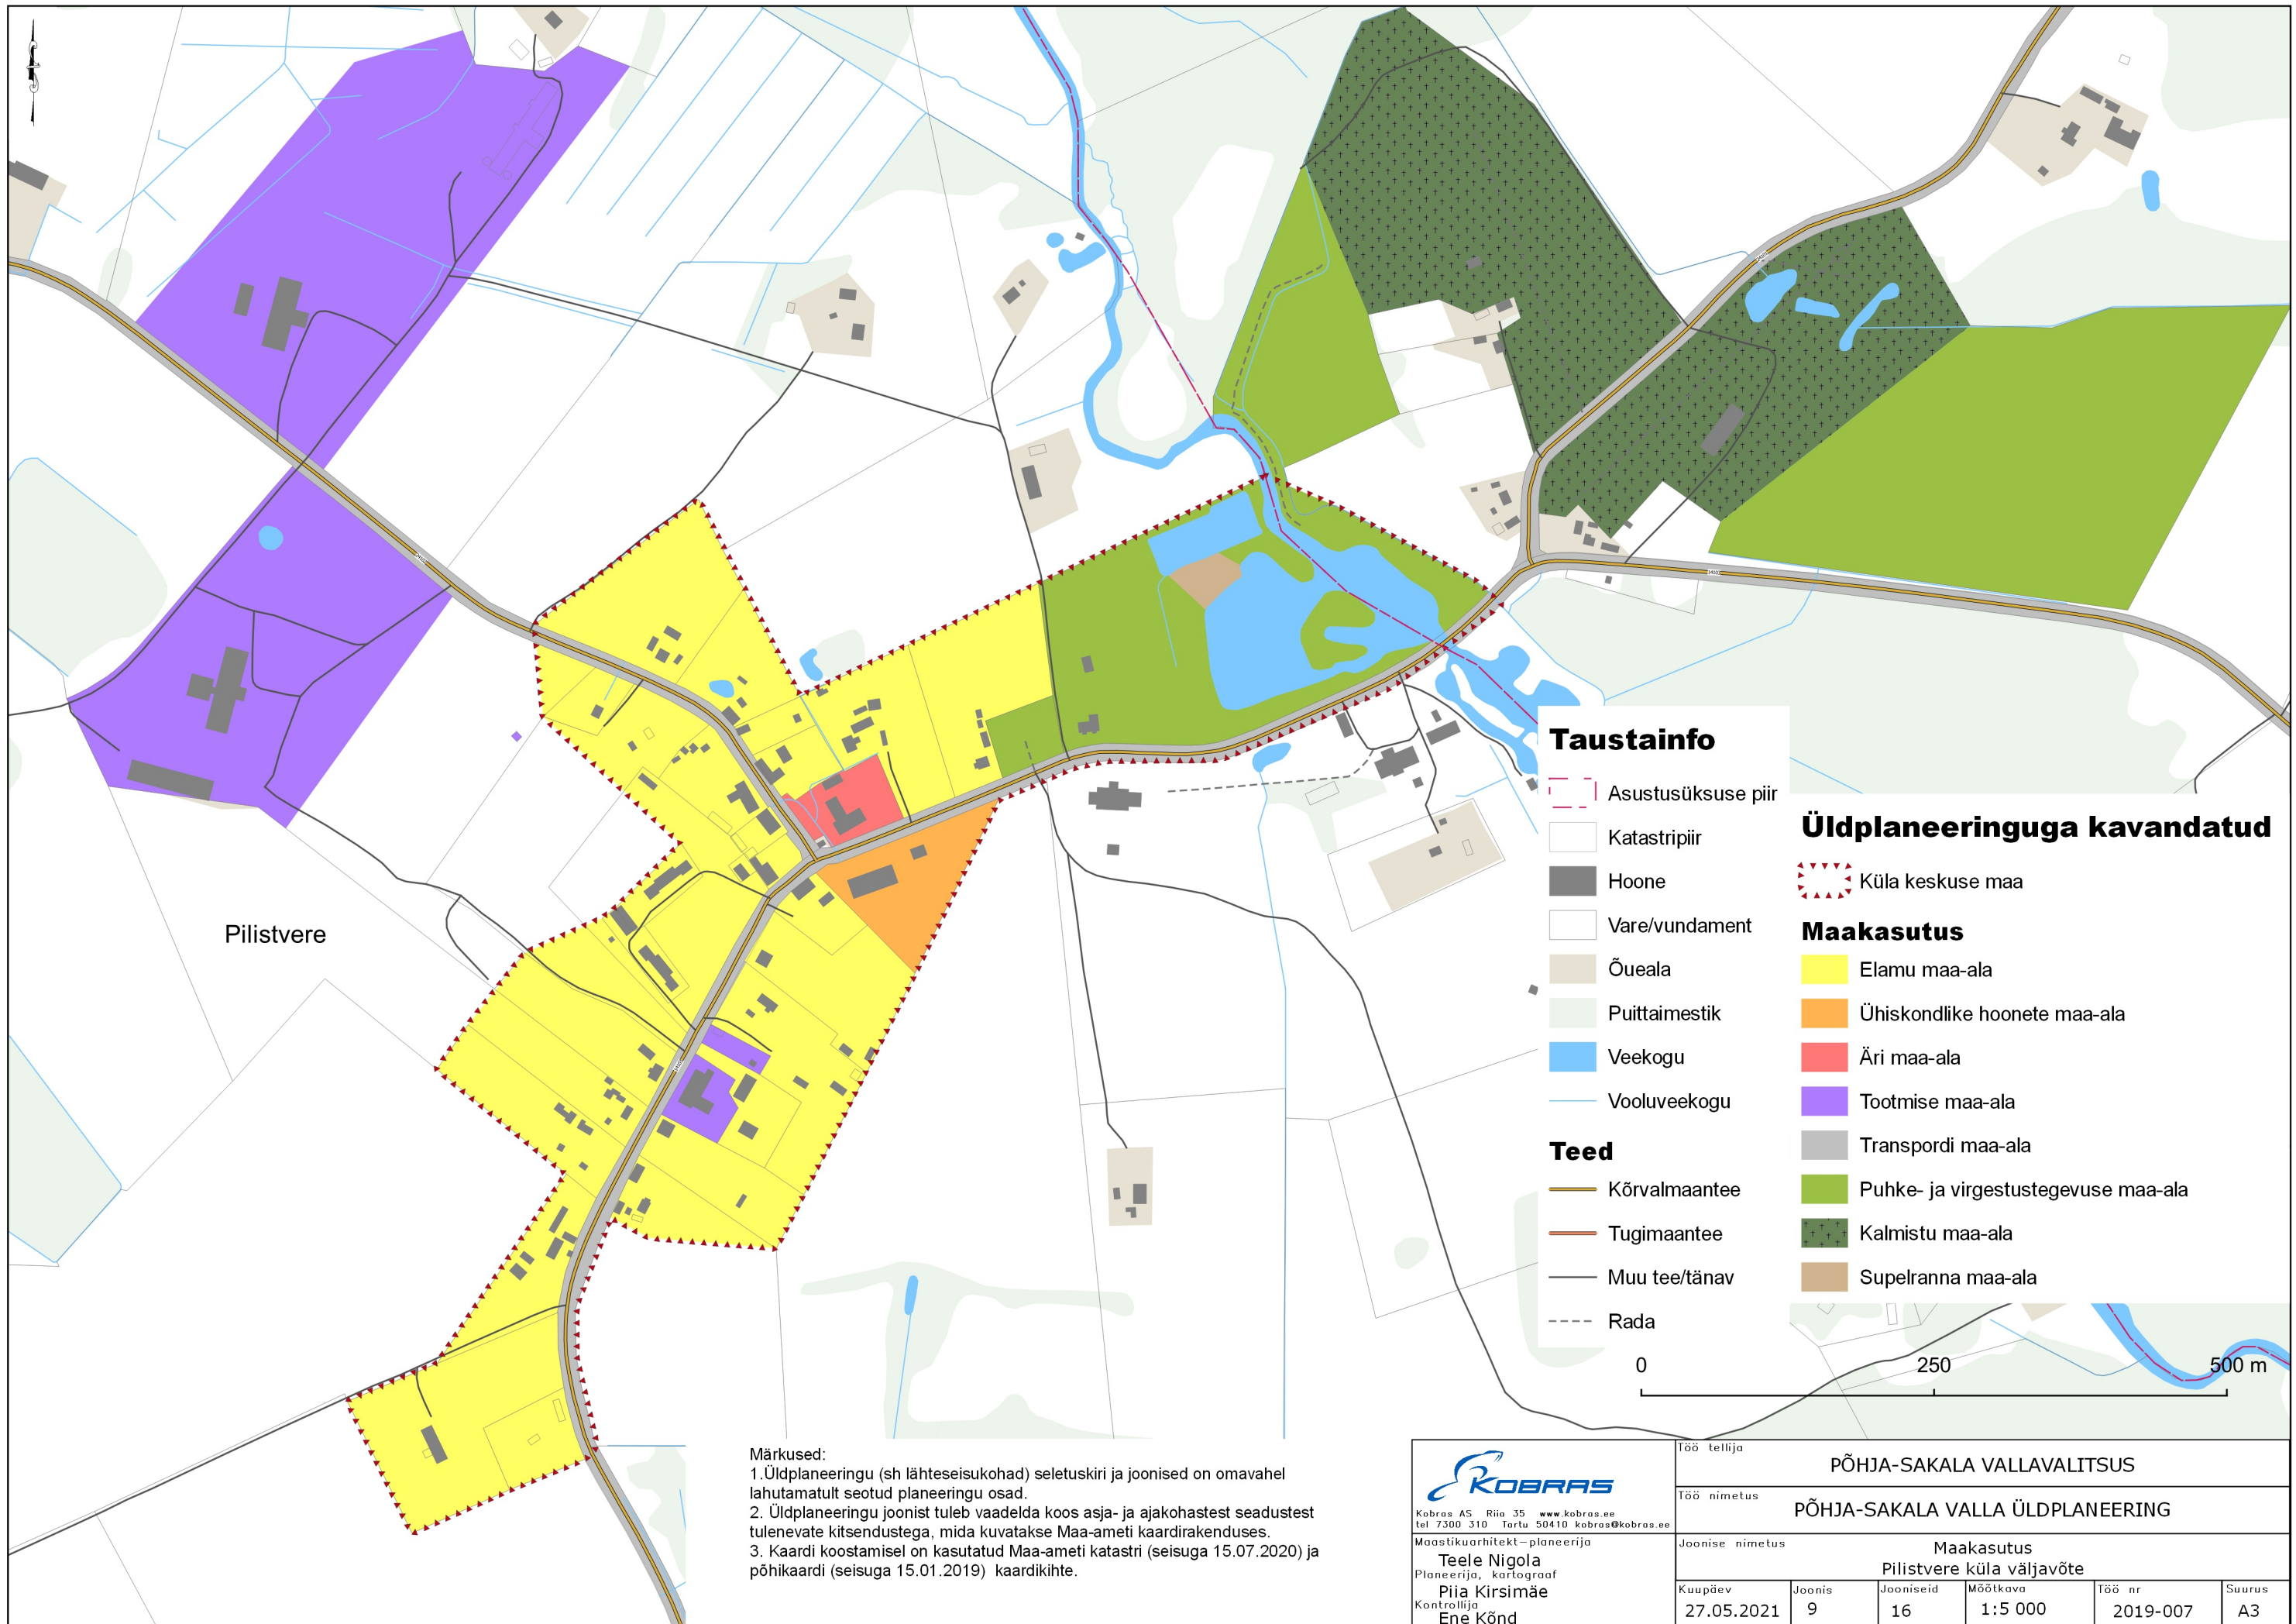 Pilistvere
Taustainfo
Asustusüksuse piir
Katastripiir
Hoone
Vare/vundament
Õueala
Puittaimestik
Veekogu
Vooluveekogu
Teed
Kõrvalmaantee
Tugimaantee
Muu tee/tänav
Rada
Üldplaneeringuga kavandatud
Küla keskuse maa
Maakasutus
Elamu maa-ala
Ühiskondlike hoonete maa-ala
Äri maa-ala
Tootmise maa-ala
Transpordi maa-ala
Puhke- ja virgestustegevuse maa-ala
Kalmistu maa-ala
Supelranna maa-ala
0 250 500 m
Märkused:
1.Üldplaneeringu (sh lähteseisukohad) seletuskiri ja joonised on omavahel
lahutamatult seotud planeeringu osad.
2. Üldplaneeringu joonist tuleb vaadelda koos asja- ja ajakohastest seadustest
tulenevate kitsendustega, mida kuvatakse Maa-ameti kaardirakenduses.
3. Kaardi koostamisel on kasutatud Maa-ameti katastri (seisuga 15.07.2020) ja
põhikaardi (seisuga 15.01.2019) kaardikihte.
KOBRAS
Kobras AS Riia 35 www.kobras.ee
tel 7300 310 Tartu 50410 kobras@kobras.ee
Maastikuarhitekt-planeerija
Teele Nigola
Planeerija, kartograaf
Piia Kirsimäe
Kontrollija
Ene Kõnd
Töö tellija
PÕHJA-SAKALA VALLAVALITSUS
Töö nimetus
PÕHJA-SAKALA VALLA ÜLDPLANEERING
Joonise nimetus
Maakasutus
Pilistvere küla väljavõte
Kuupäev Joonis Jooniseid Mõõtkava Töö nr Suurus
27.05.2021 9 16 1:5 000 2019-007 A3